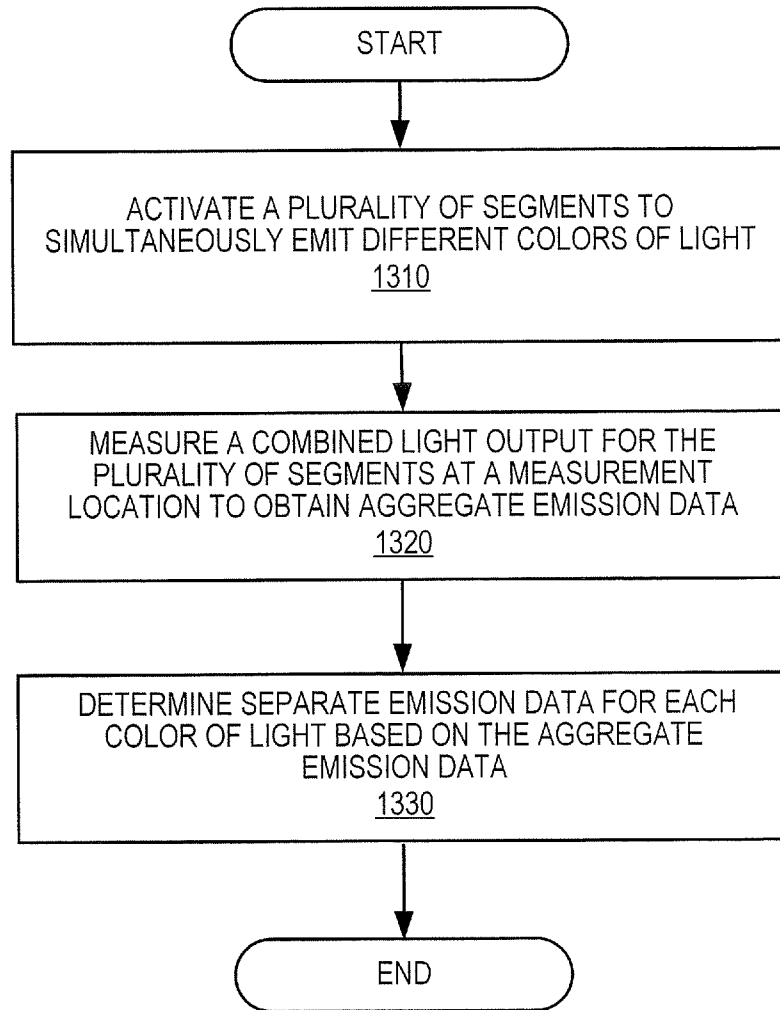 START
ACTIVATE A PLURALITY OF SEGMENTS TO
SIMULTANEOUSLY EMIT DIFFERENT COLORS OF LIGHT
1310
MEASURE A COMBINED LIGHT OUTPUT FOR THE
PLURALITY OF SEGMENTS AT A MEASUREMENT
LOCATION TO OBTAIN AGGREGATE EMISSION DATA
1320
DETERMINE SEPARATE EMISSION DATA FOR EACH
COLOR OF LIGHT BASED ON THE AGGREGATE
EMISSION DATA
1330
END